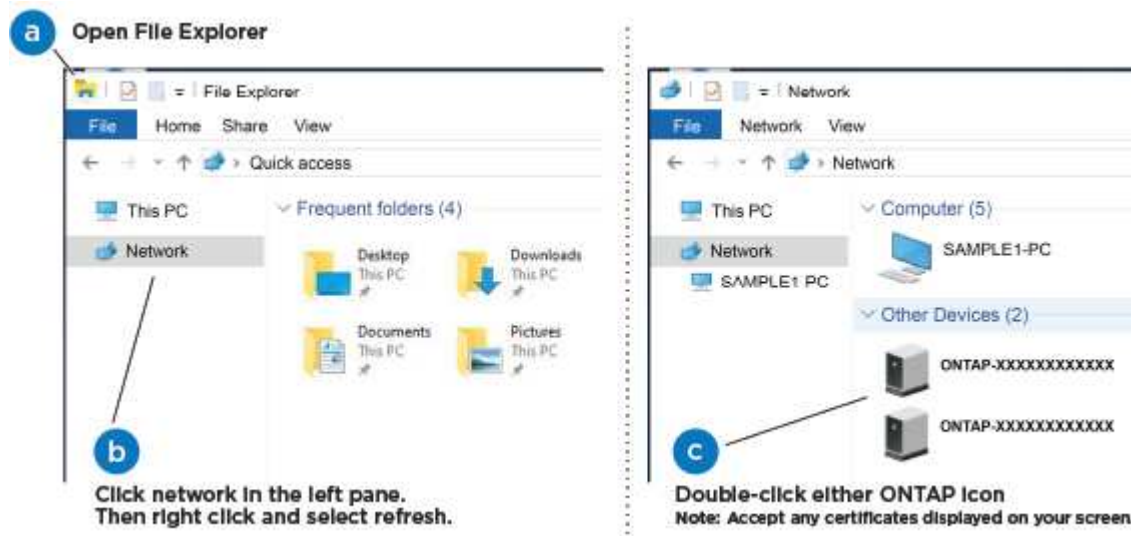 a Open File Explorer
File Explorer
File Home Share View
Quick access
This PC
Network
Frequent folders (4)
Desktop
This PC
Downloads
This PC
Documents
This PC
Pictures
This PC
b
Click network in the left pane.
Then right click and select refresh.
Network
File Network View
Network
This PC
Network
SAMPLE1 PC
Computer (5)
SAMPLE1-PC
Other Devices (2)
ONTAP-XXXXXXXXXXXX
ONTAP-XXXXXXXXXXXX
c
Double-click either ONTAP icon
Note: Accept any certificates displayed on your screen